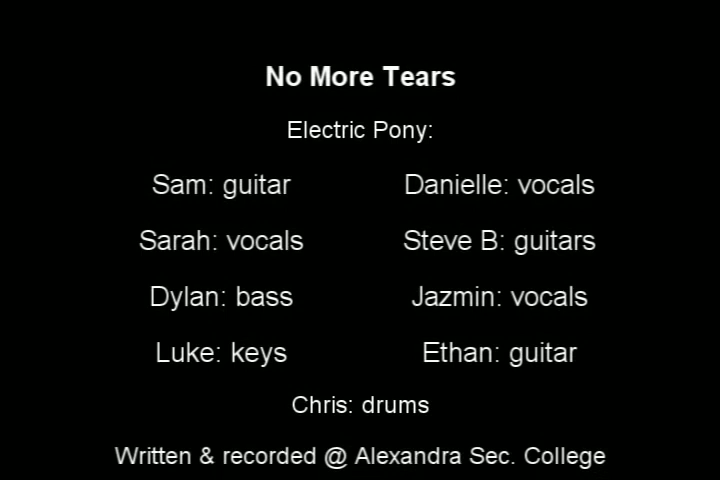 No More Tears
Electric Pony:
Sam: guitar Danielle: vocals
Sarah: vocals Steve B: guitars
Dylan: bass Jazmin: vocals
Luke: keys Ethan: guitar
Chris: drums
Written & recorded @ Alexandra Sec. College